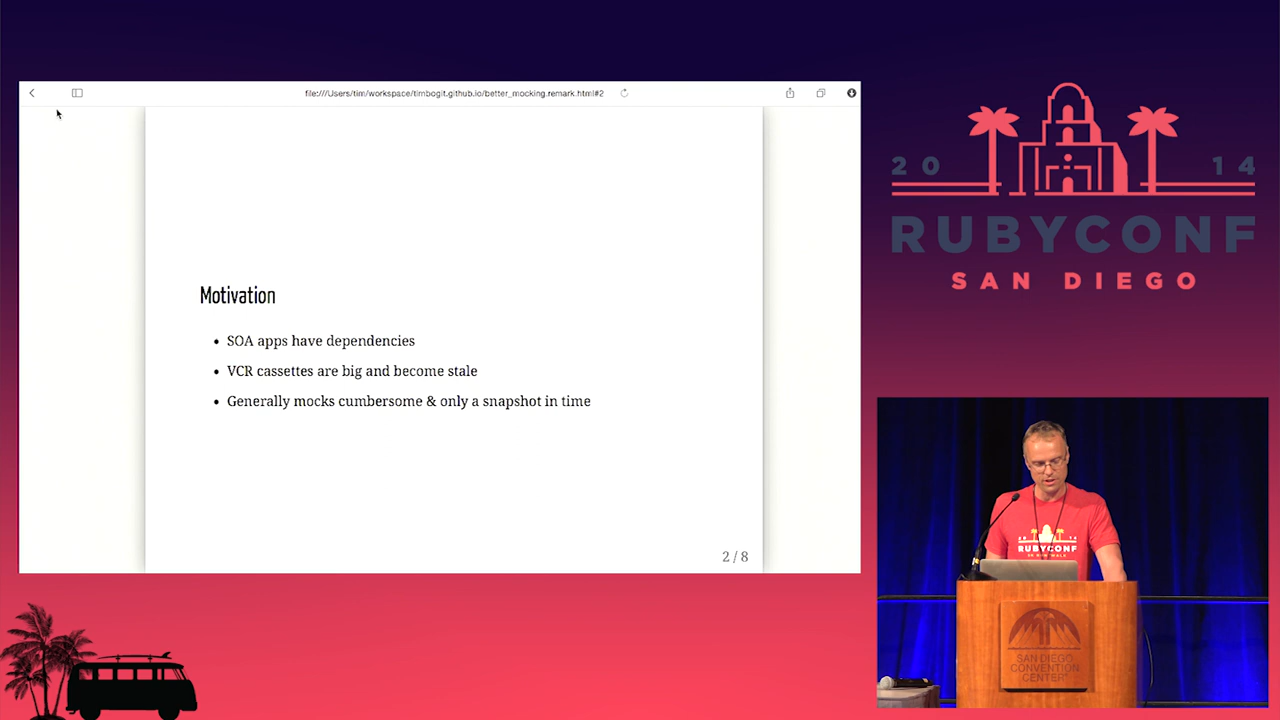 file:///Users/tim/workspace/timbogit.github.io/better_mocking.remark.html#2
Motivation
• SOA apps have dependencies
• VCR cassettes are big and become stale
• Generally mocks cumbersome & only a snapshot in time
2 / 8
20 14
RUBYCONF
SAN DIEGO
RUBYCONF
SAN DIEGO
CONVENTION
CENTER